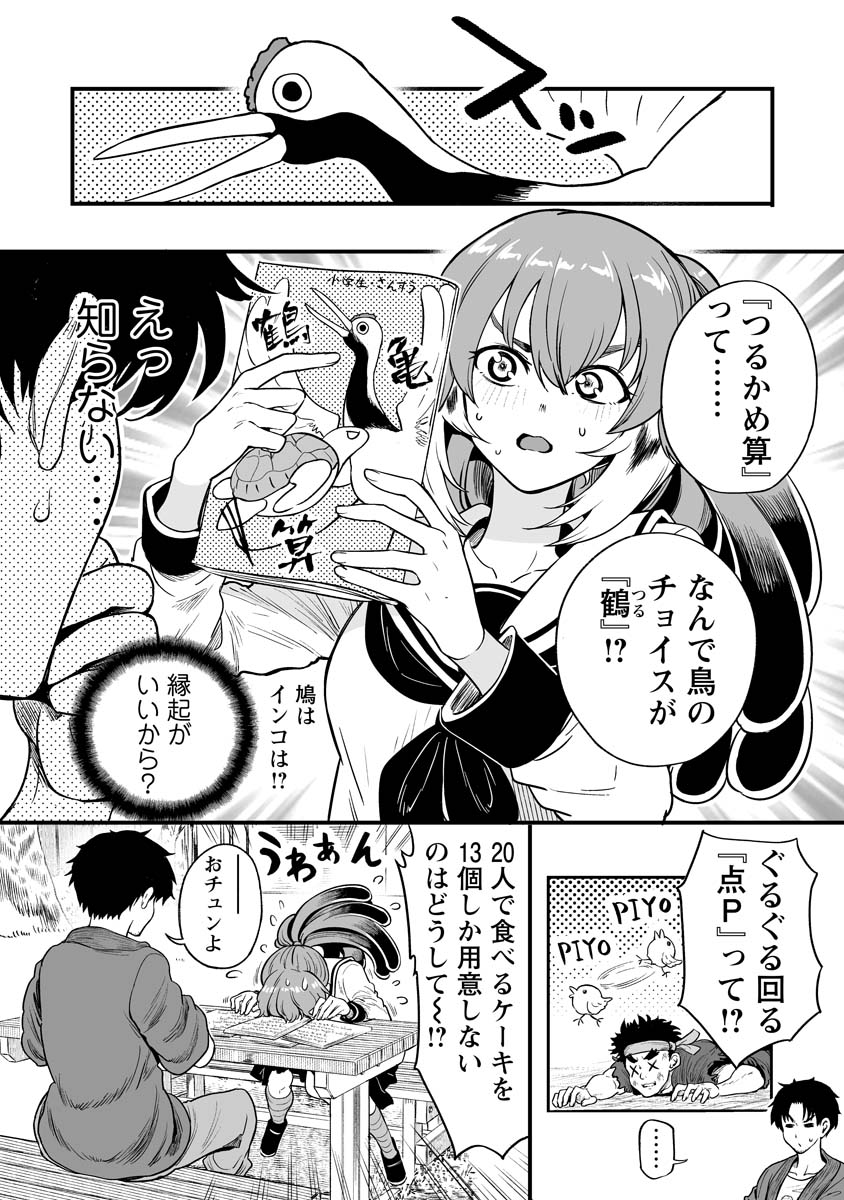 ズン
『つるかめ算』
って……
小学生・さんすう
鶴
亀
算
えっ
知らない…
なんで鳥の
チョイスが
『鶴』!?
つる
鳩は
インコは!?
縁起が
いいから？
ぐるぐる回る
『点P』って!?
PIYO
PIYO
……
20人で食べるケーキを
13個しか用意しない
のはどうして〜!?
うわぁん
――
おチュンよ